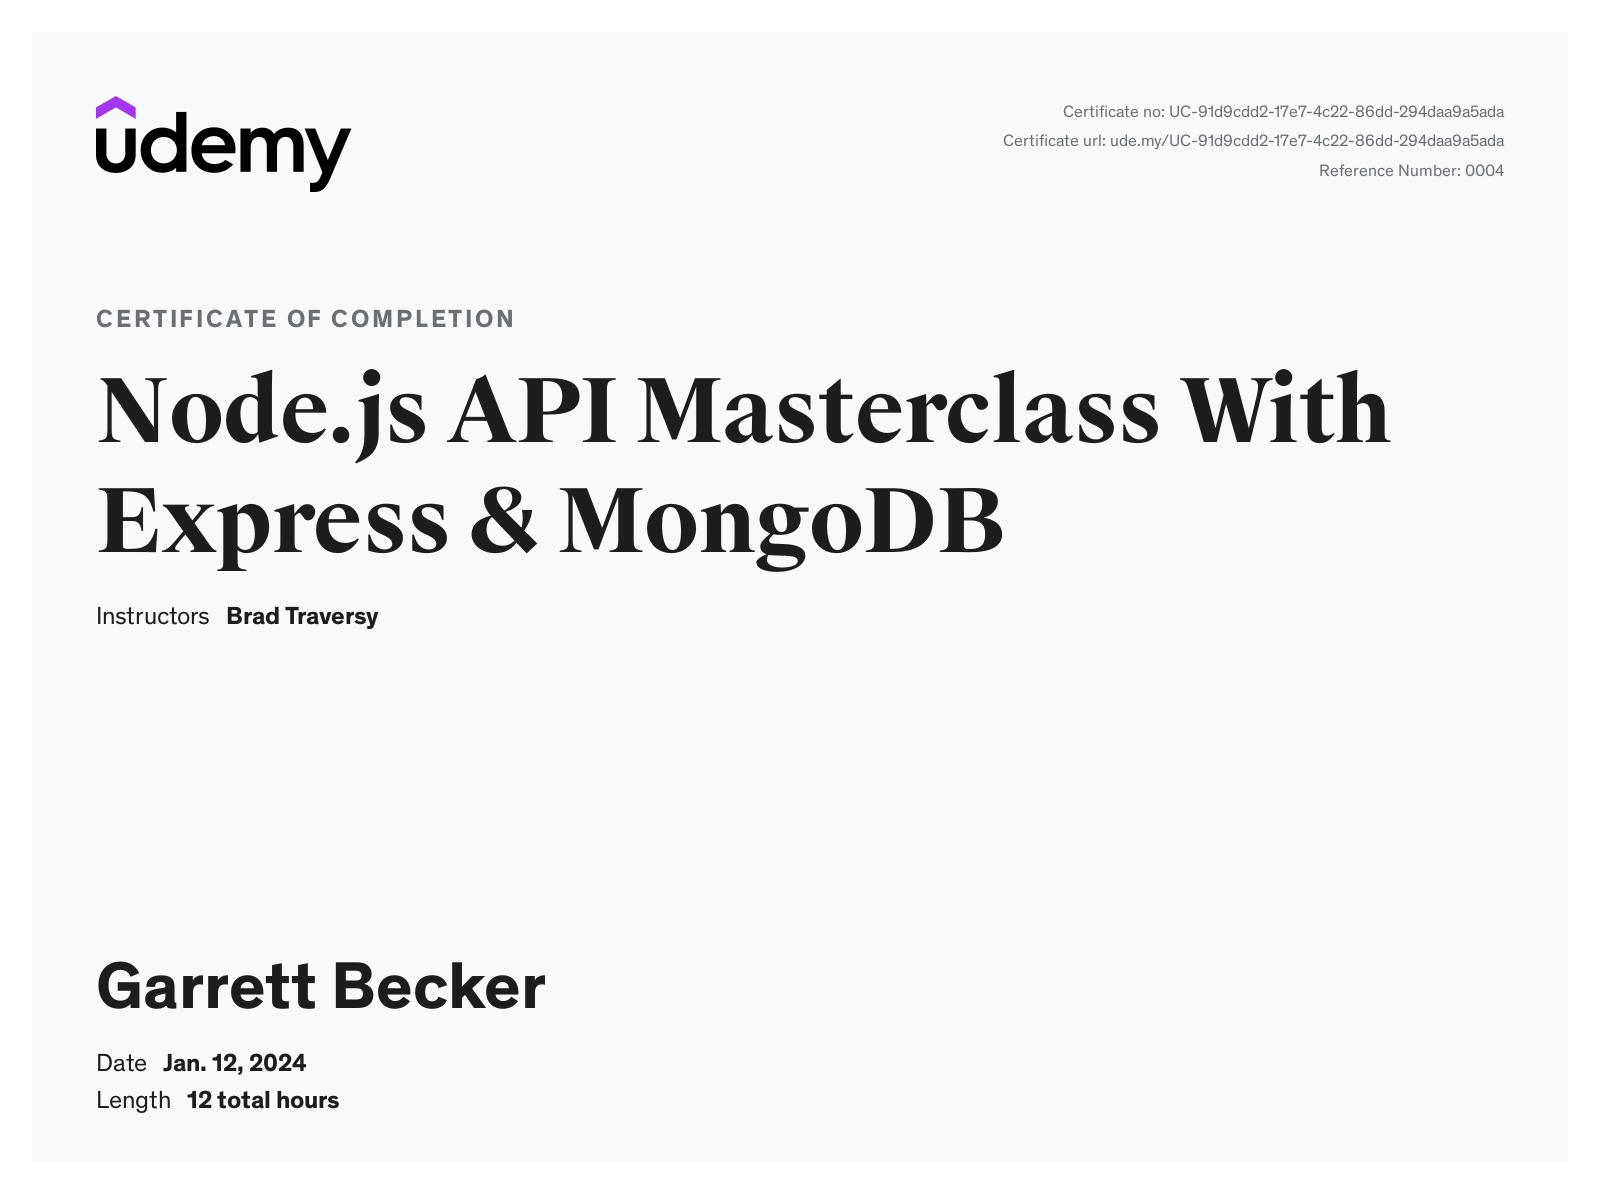 udemy
Certificate no: UC-91d9cdd2-17e7-4c22-86dd-294daa9a5ada
Certificate url: ude.my/UC-91d9cdd2-17e7-4c22-86dd-294daa9a5ada
Reference Number: 0004
CERTIFICATE OF COMPLETION
Node.js API Masterclass With
Express & MongoDB
Instructors Brad Traversy
Garrett Becker
Date Jan. 12, 2024
Length 12 total hours